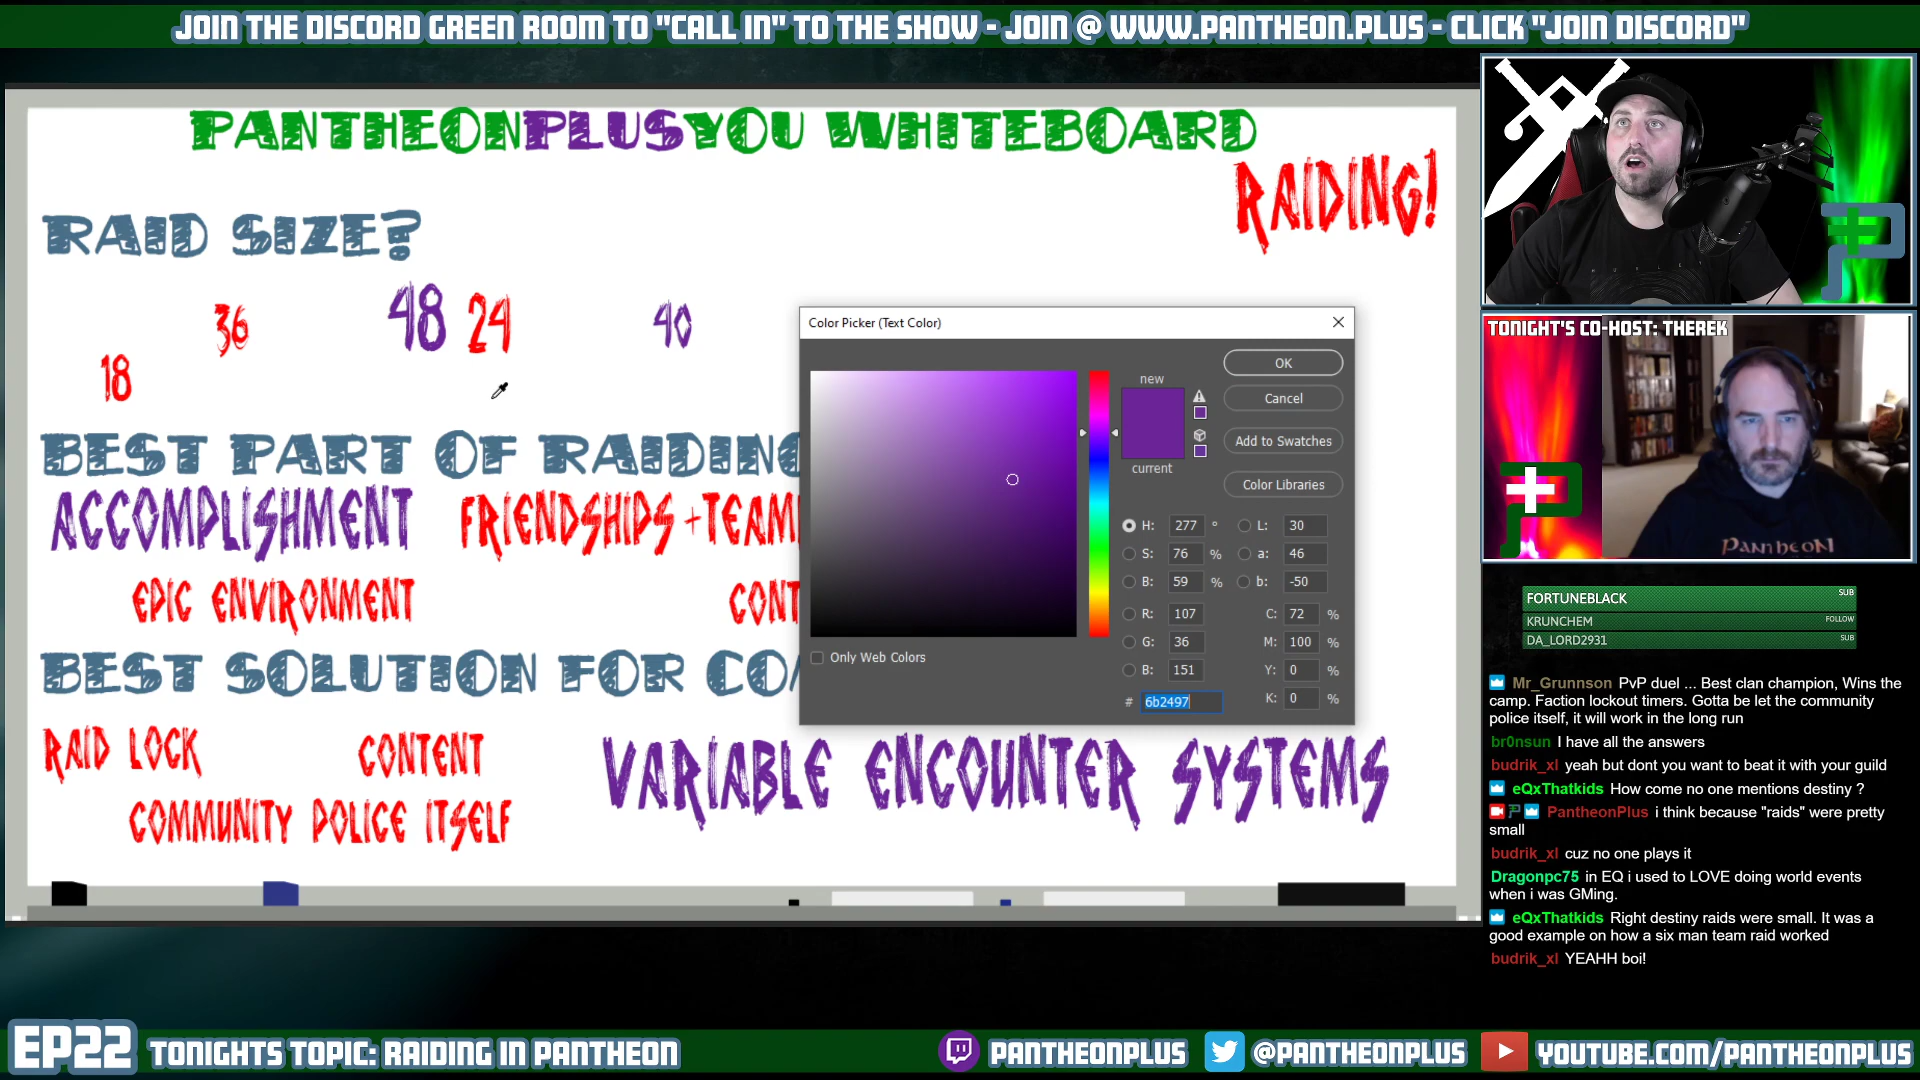 JOIN THE DISCORD GREEN ROOM TO "CALL IN" TO THE SHOW - JOIN @ WWW.PANTHEON.PLUS - CLICK "JOIN DISCORD"
PANTHEONPLUSYOU WHITEBOARD
RAIDING!
RAID SIZE?
36
48 24
40
18
BEST PART OF RAIDING
ACCOMPLISHMENT
FRIENDSHIPS +TEAM
EPIC ENVIRONMENT
CONT
BEST SOLUTION FOR CO
RAID LOCK
CONTENT
VARIABLE ENCOUNTER SYSTEMS
COMMUNITY POLICE ITSELF
Color Picker (Text Color)
new
current
OK
Cancel
Add to Swatches
Color Libraries
H: 277 °
L: 30
S: 76 %
a: 46
B: 59 %
b: -50
R: 107
C: 72 %
G: 36
M: 100 %
B: 151
Y: 0 %
# 6b2497
K: 0 %
Only Web Colors
TONIGHT'S CO-HOST: THEREK
PANTHEON
FORTUNEBLACK SUB
KRUNCHEM FOLLOW
DA_LORD2931 SUB
Mr_Grunnson PvP duel ... Best clan champion, Wins the
camp. Faction lockout timers. Gotta be let the community
police itself, it will work in the long run
br0nsun I have all the answers
budrik_xl yeah but dont you want to beat it with your guild
eQxThatkids How come no one mentions destiny ?
PantheonPlus i think because "raids" were pretty
small
budrik_xl cuz no one plays it
Dragonpc75 in EQ i used to LOVE doing world events
when i was GMing.
eQxThatkids Right destiny raids were small. It was a
good example on how a six man team raid worked
budrik_xl YEAHH boi!
EP22 TONIGHTS TOPIC: RAIDING IN PANTHEON
PANTHEONPLUS
@PANTHEONPLUS
YOUTUBE.COM/PANTHEONPLUS